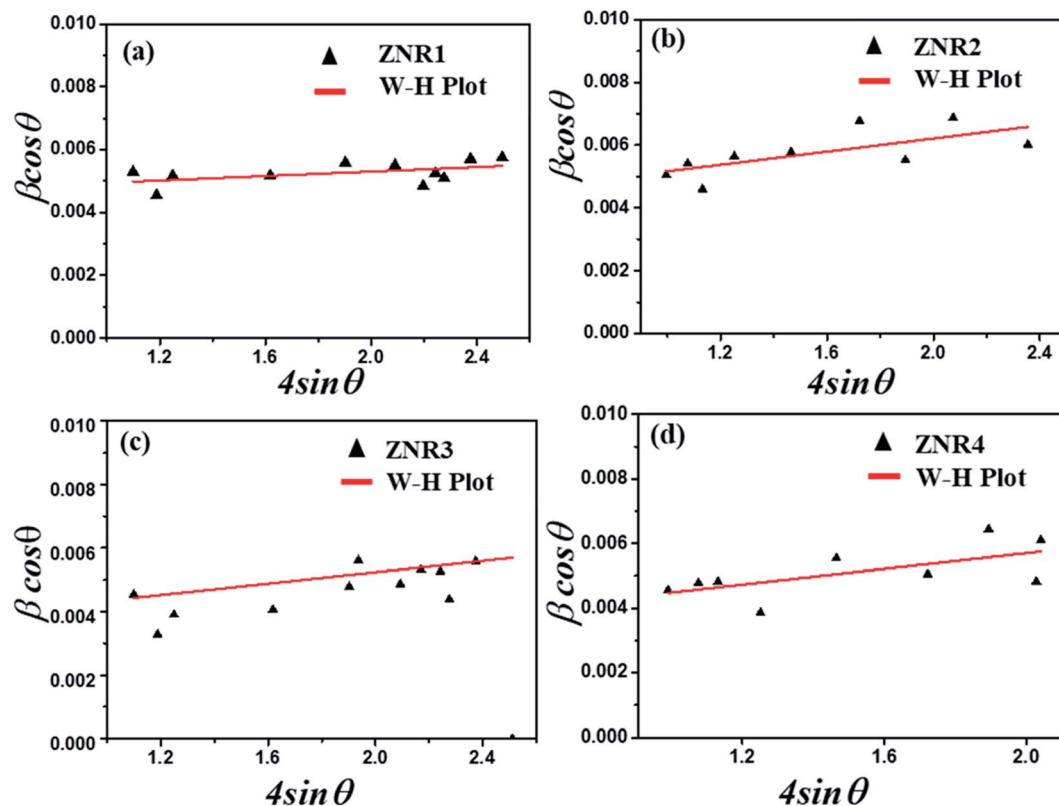 (a)
ZNR1
W-H Plot
βcosθ
0.010
0.008
0.006
0.004
0.002
0.000
1.2 1.6 2.0 2.4
4sinθ
(b)
ZNR2
W-H Plot
βcosθ
0.010
0.008
0.006
0.004
0.002
0.000
1.2 1.6 2.0 2.4
4sinθ
(c)
ZNR3
W-H Plot
β cosθ
0.010
0.008
0.006
0.004
0.002
0.000
1.2 1.6 2.0 2.4
4sinθ
(d)
ZNR4
W-H Plot
β cosθ
0.010
0.008
0.006
0.004
0.002
0.000
1.2 1.6 2.0
4sinθ